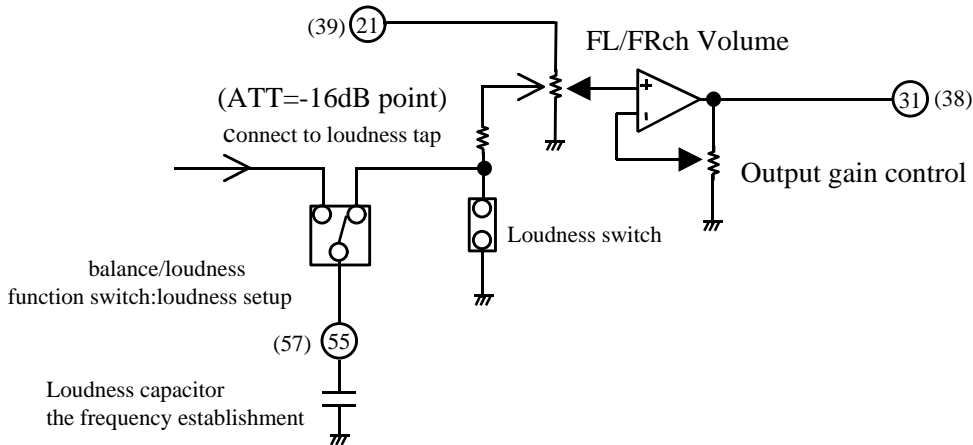 (39) 21
FL/FRch Volume
(ATT=-16dB point)
connect to loudness tap
+
-
31 (38)
Output gain control
Loudness switch
balance/loudness
function switch:loudness setup
(57) 55
Loudness capacitor
the frequency establishment